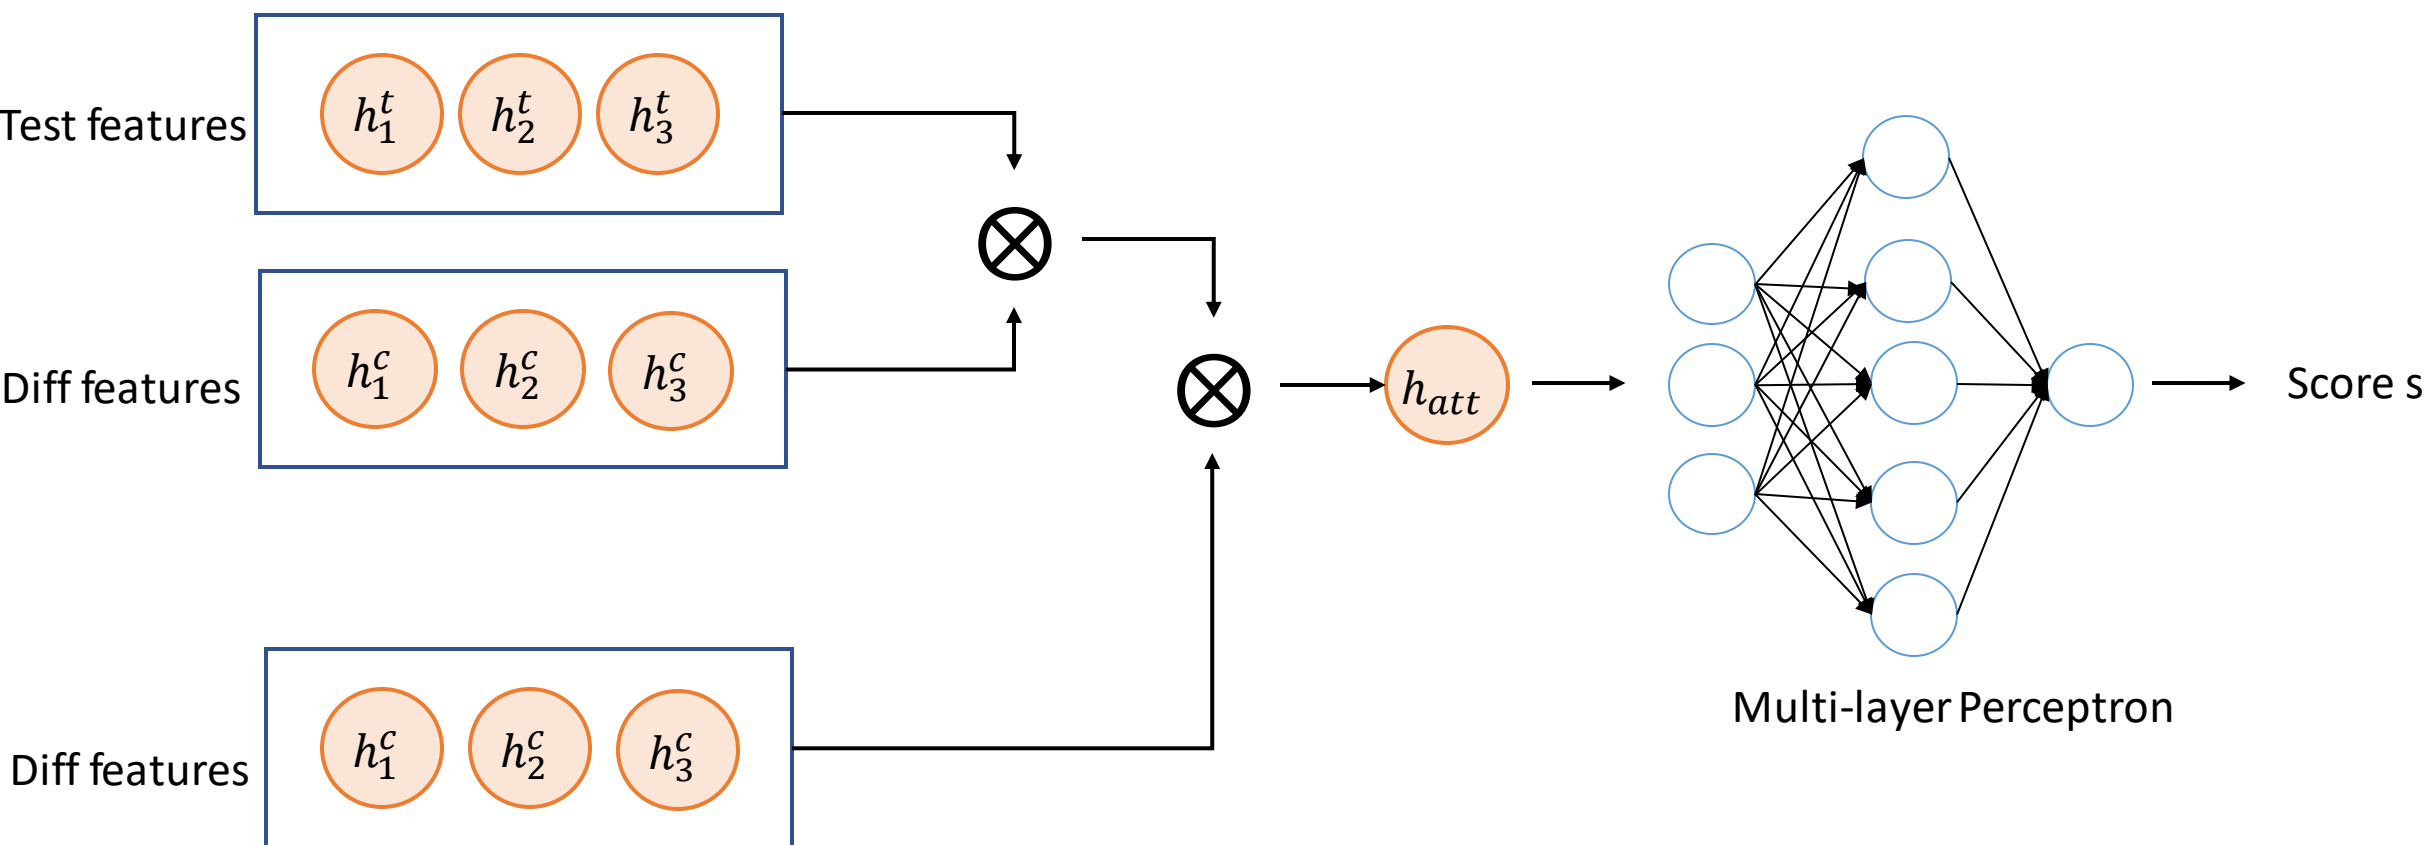 Test features
h_1^t h_2^t h_3^t
Diff features
h_1^c h_2^c h_3^c
h_att
Score s
Multi-layer Perceptron
Diff features
h_1^c h_2^c h_3^c